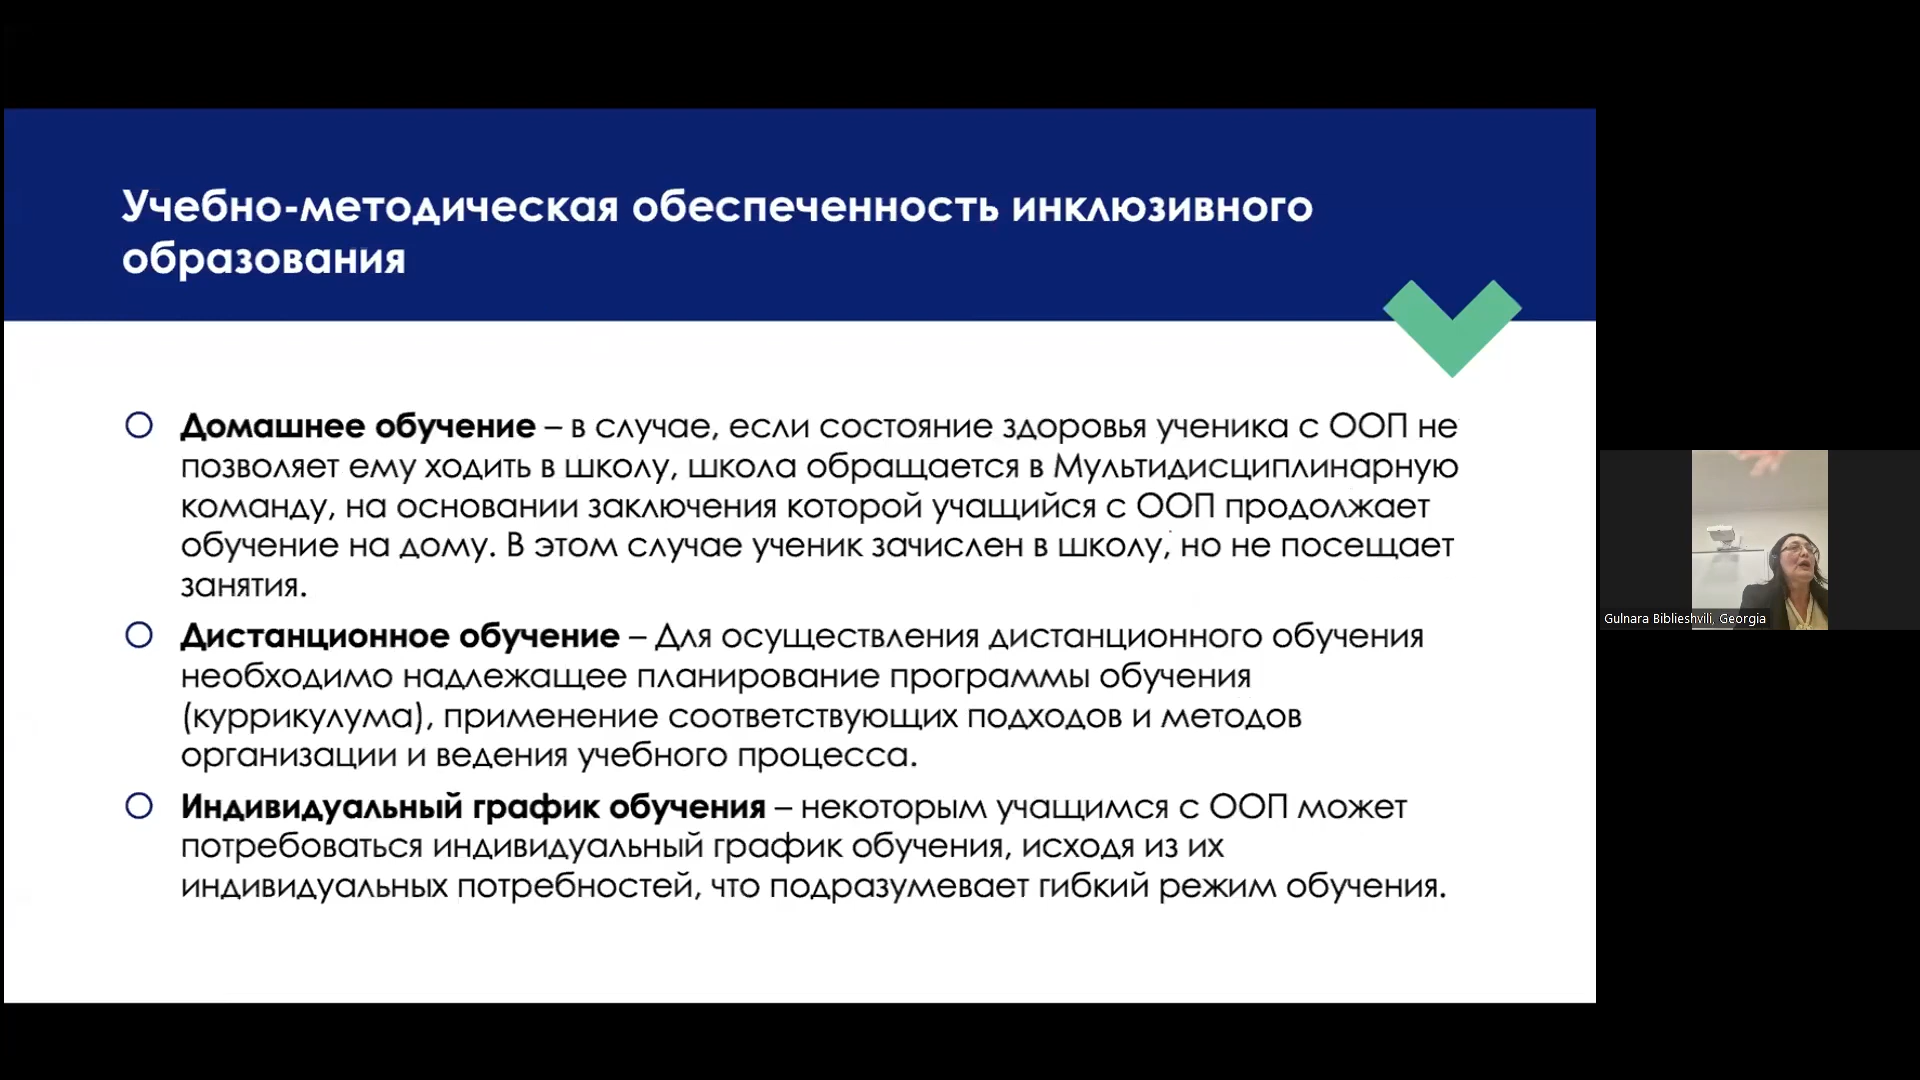 Учебно-методическая обеспеченность инклюзивного
образования
Домашнее обучение – в случае, если состояние здоровья ученика с ООП не
позволяет ему ходить в школу, школа обращается в Мультидисциплинарную
команду, на основании заключения которой учащийся с ООП продолжает
обучение на дому. В этом случае ученик зачислен в школу, но не посещает
занятия.
Дистанционное обучение – Для осуществления дистанционного обучения
необходимо надлежащее планирование программы обучения
(куррикулума), применение соответствующих подходов и методов
организации и ведения учебного процесса.
Индивидуальный график обучения – некоторым учащимся с ООП может
потребоваться индивидуальный график обучения, исходя из их
индивидуальных потребностей, что подразумевает гибкий режим обучения.
Gulnara Biblieshvili, Georgia